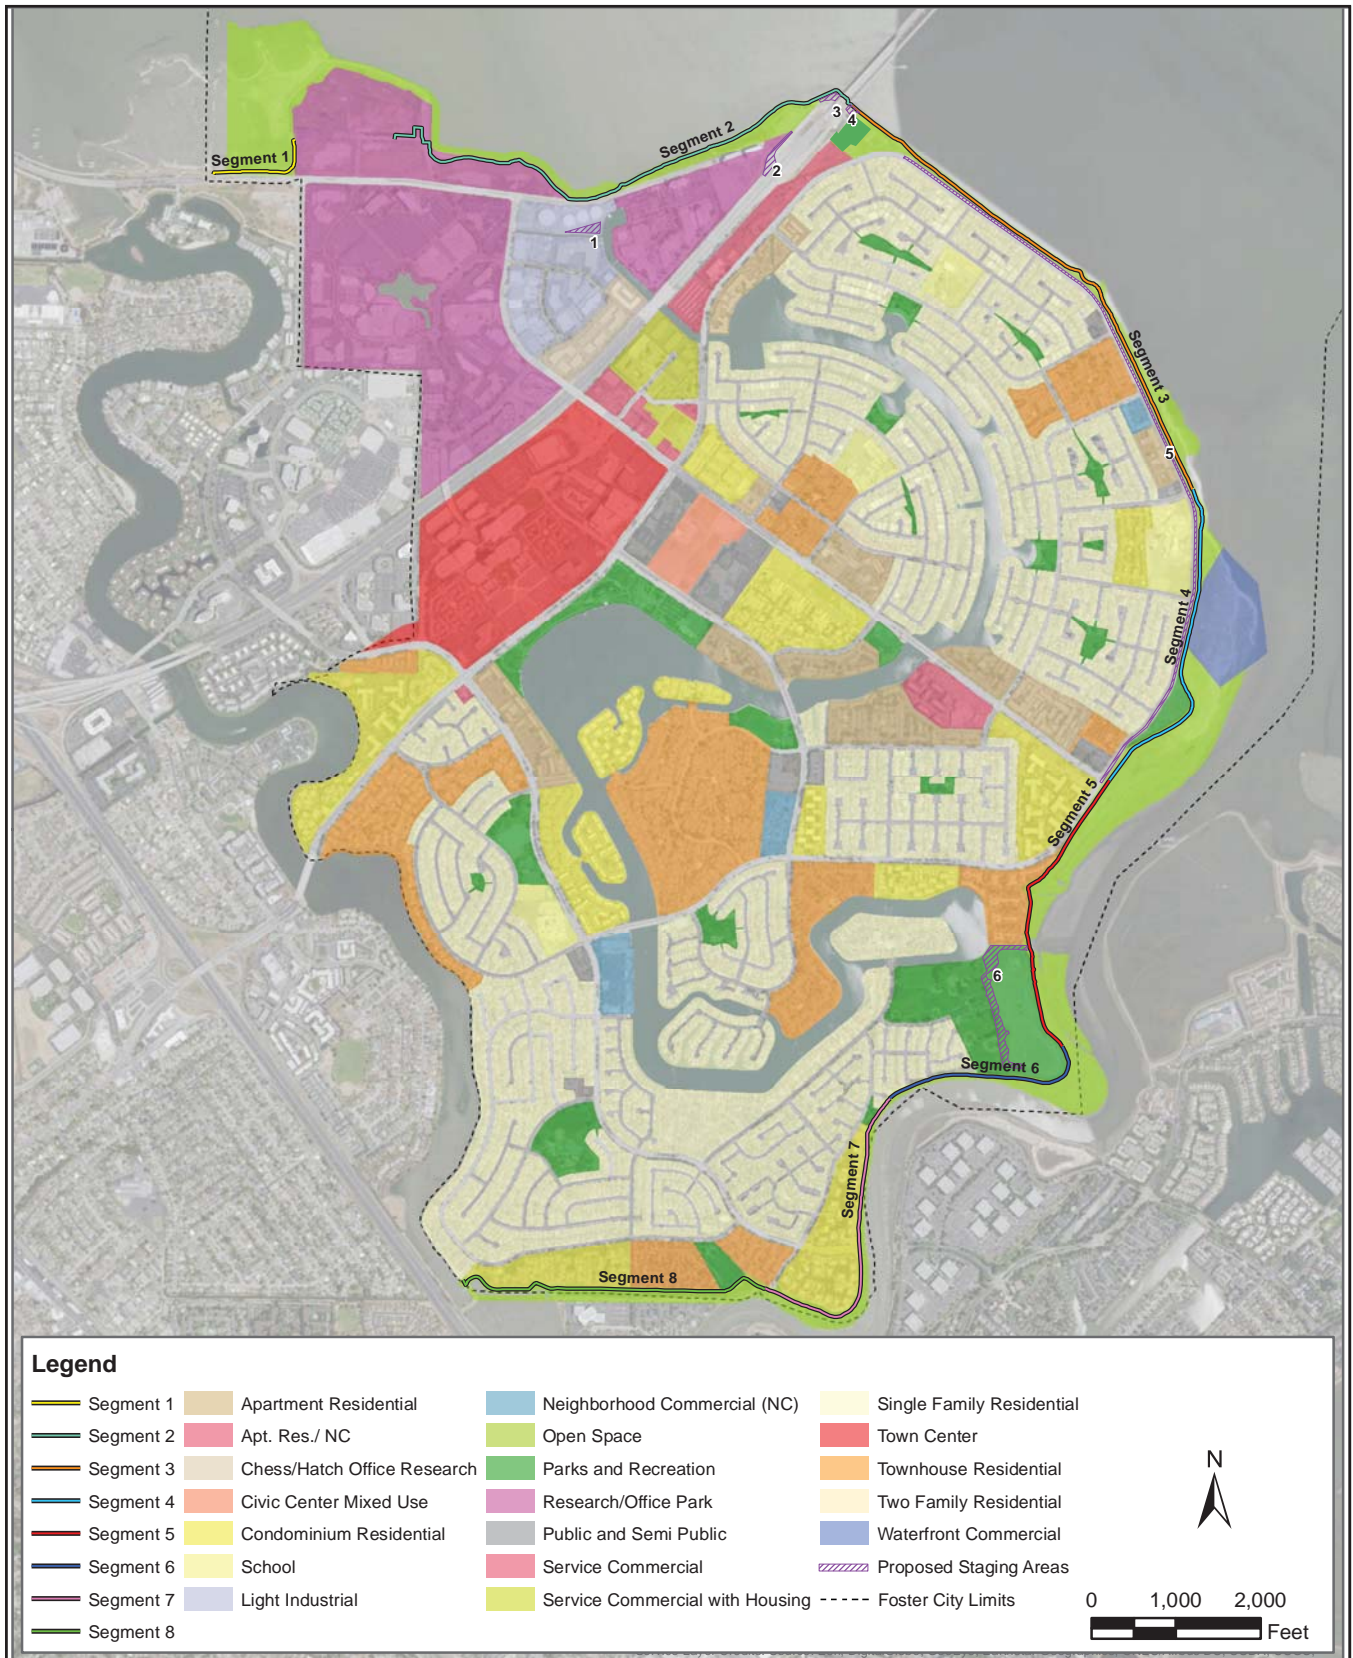 Segment 1
Segment 2
3
4
2
1
Segment 3
5
Segment 4
Segment 5
6
Segment 6
Segment 7
Segment 8
Legend
Segment 1
Segment 2
Segment 3
Segment 4
Segment 5
Segment 6
Segment 7
Segment 8
Apartment Residential
Apt. Res./ NC
Chess/Hatch Office Research
Civic Center Mixed Use
Condominium Residential
School
Light Industrial
Neighborhood Commercial (NC)
Open Space
Parks and Recreation
Research/Office Park
Public and Semi Public
Service Commercial
Service Commercial with Housing
Single Family Residential
Town Center
Townhouse Residential
Two Family Residential
Waterfront Commercial
Proposed Staging Areas
Foster City Limits
N
0 1,000 2,000
Feet